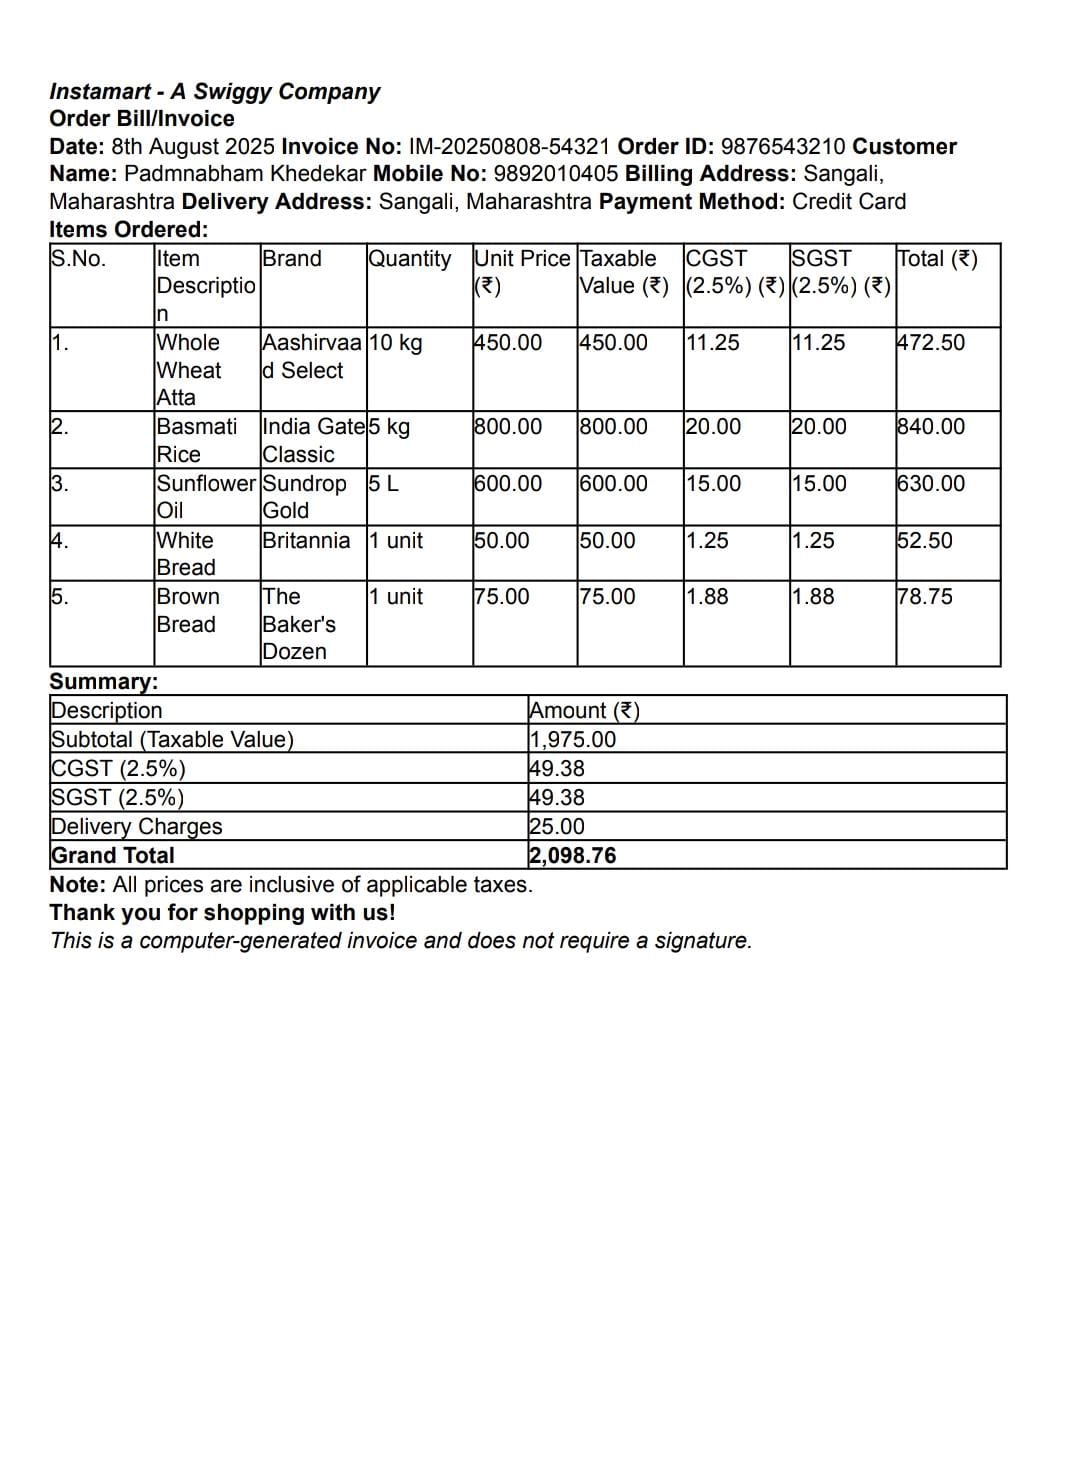 Instamart - A Swiggy Company
Order Bill/Invoice
Date: 8th August 2025 Invoice No: IM-20250808-54321 Order ID: 9876543210 Customer
Name: Padmnabham Khedekar Mobile No: 9892010405 Billing Address: Sangali,
Maharashtra Delivery Address: Sangali, Maharashtra Payment Method: Credit Card
Items Ordered:
S.No. Item Brand Quantity Unit Price Taxable CGST SGST Total (₹)
Descriptio (₹) Value (₹) (2.5%) (₹) (2.5%) (₹)
n
1. Whole Aashirvaa 10 kg 450.00 450.00 11.25 11.25 472.50
Wheat d Select
Atta
2. Basmati India Gate 5 kg 800.00 800.00 20.00 20.00 840.00
Rice Classic
3. Sunflower Sundrop 5 L 600.00 600.00 15.00 15.00 630.00
Oil Gold
4. White Britannia 1 unit 50.00 50.00 1.25 1.25 52.50
Bread
5. Brown The 1 unit 75.00 75.00 1.88 1.88 78.75
Bread Baker's
Dozen
Summary:
Description Amount (₹)
Subtotal (Taxable Value) 1,975.00
CGST (2.5%) 49.38
SGST (2.5%) 49.38
Delivery Charges 25.00
Grand Total 2,098.76
Note: All prices are inclusive of applicable taxes.
Thank you for shopping with us!
This is a computer-generated invoice and does not require a signature.